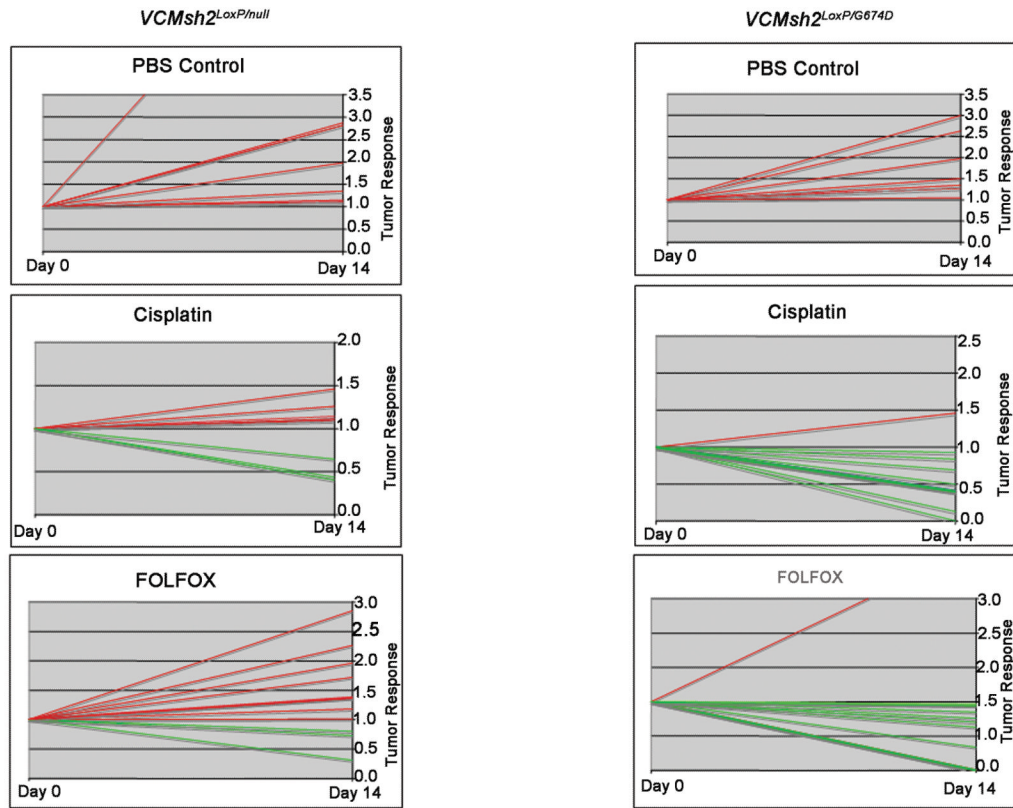 VCMsh2LoxP/null
PBS Control
3.5
3.0
2.5
2.0
1.5
1.0
0.5
0.0
Tumor Response
Day 0
Day 14
Cisplatin
2.0
1.5
1.0
0.5
0.0
Tumor Response
Day 0
Day 14
FOLFOX
3.0
2.5
2.0
1.5
1.0
0.5
0.0
Tumor Response
Day 0
Day 14
VCMsh2LoxP/G674D
PBS Control
3.5
3.0
2.5
2.0
1.5
1.0
0.5
0.0
Tumor Response
Day 0
Day 14
Cisplatin
2.5
2.0
1.5
1.0
0.5
0.0
Tumor Response
Day 0
Day 14
FOLFOX
3.0
2.5
2.0
1.5
1.0
0.0
Tumor Response
Day 0
Day 14